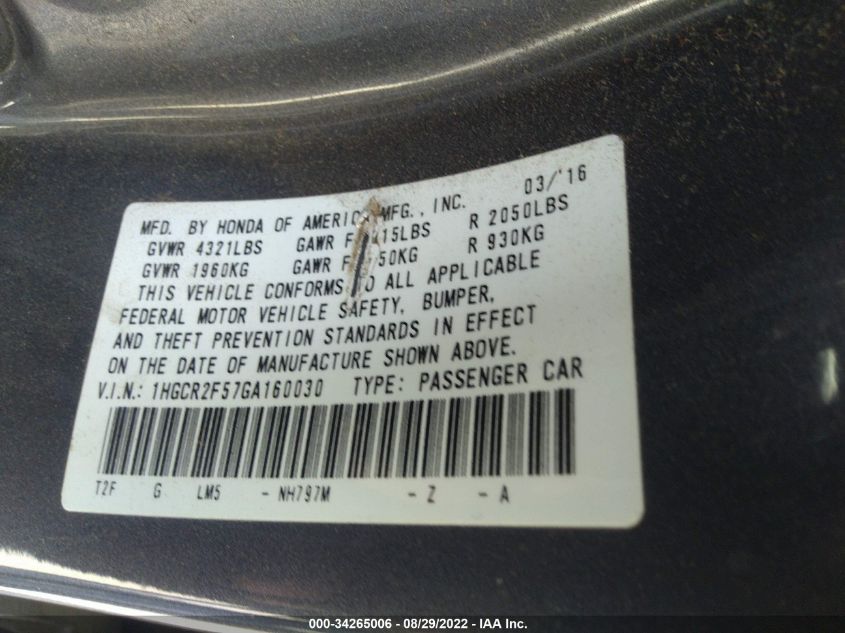 03/'16
MFD. BY HONDA OF AMERICA MFG., INC.
GVWR 4321LBS GAWR F 15LBS R 2050LBS
GVWR 1960KG GAWR F 50KG R 930KG
THIS VEHICLE CONFORMS TO ALL APPLICABLE
FEDERAL MOTOR VEHICLE SAFETY, BUMPER,
AND THEFT PREVENTION STANDARDS IN EFFECT
ON THE DATE OF MANUFACTURE SHOWN ABOVE.
V.I.N.: 1HGCR2F57GA160030 TYPE: PASSENGER CAR
T2F G LM5 - NH797M - Z - A
000-34265006 - 08/29/2022 - IAA Inc.